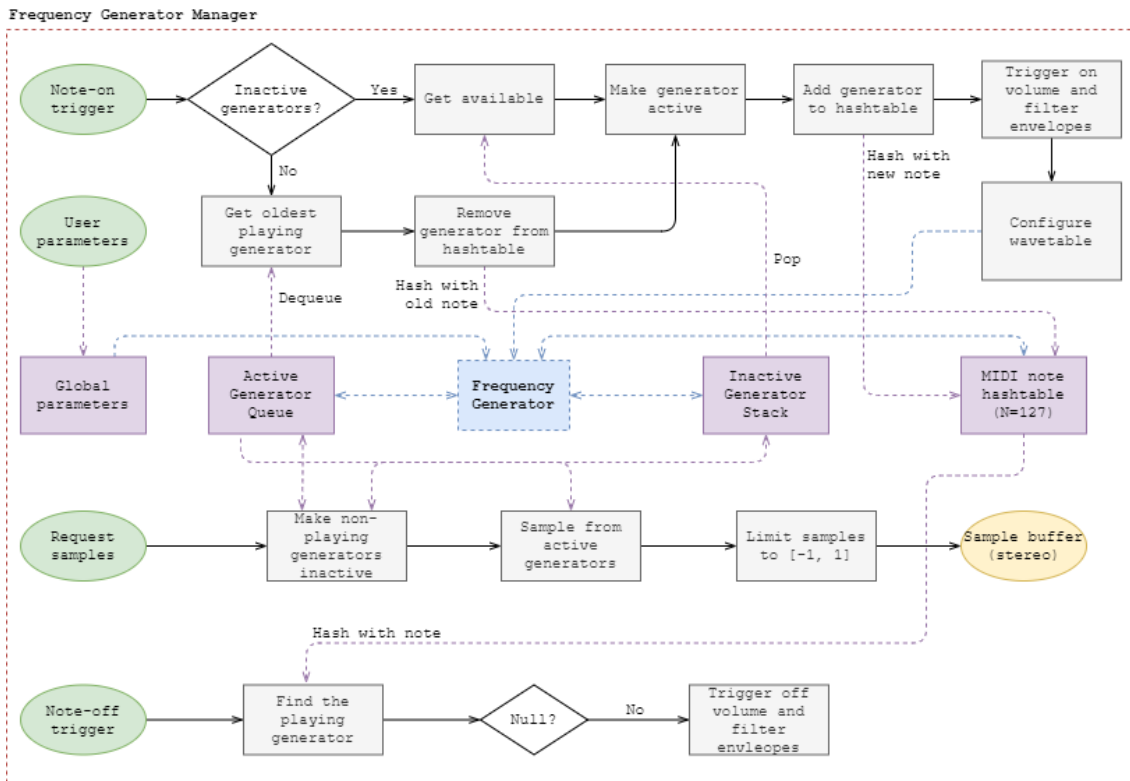 Frequency Generator Manager
Note-on
trigger
Inactive
generators?
Yes
Get available
Make generator
active
Add generator
to hashtable
Trigger on
volume and
filter
envelopes
No
Hash with
new note
User
parameters
Get oldest
playing
generator
Remove
generator from
hashtable
Configure
wavetable
Dequeue
Hash with
old note
Pop
Global
parameters
Active
Generator
Queue
Frequency
Generator
Inactive
Generator
Stack
MIDI note
hashtable
(N=127)
Request
samples
Make non-
playing
generators
inactive
Sample from
active
generators
Limit samples
to [-1, 1]
Sample buffer
(stereo)
Hash with note
Note-off
trigger
Find the
playing
generator
Null?
No
Trigger off
volume and
filter
envleopes